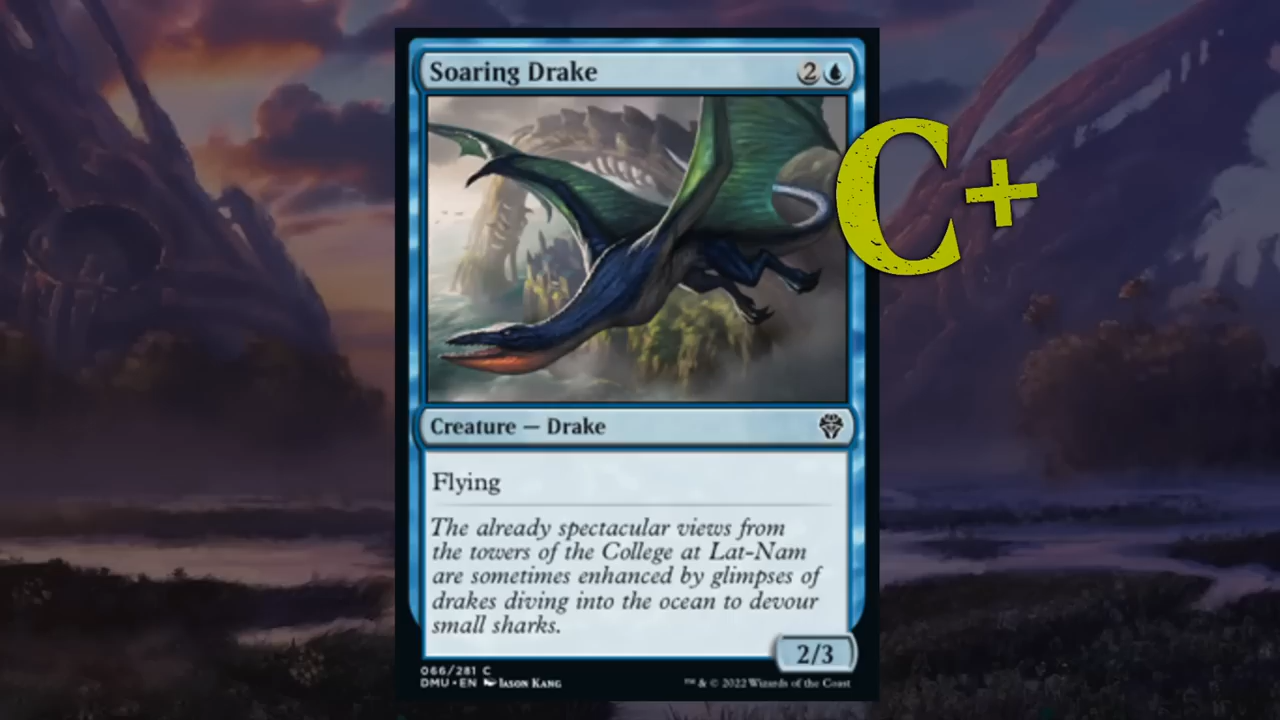 Soaring Drake 2
C+
Creature — Drake
Flying
The already spectacular views from
the towers of the College at Lat-Nam
are sometimes enhanced by glimpses of
drakes diving into the ocean to devour
small sharks.
2/3
066/281 C
DMU • EN Iason Kang
™ & © 2022 Wizards of the Coast